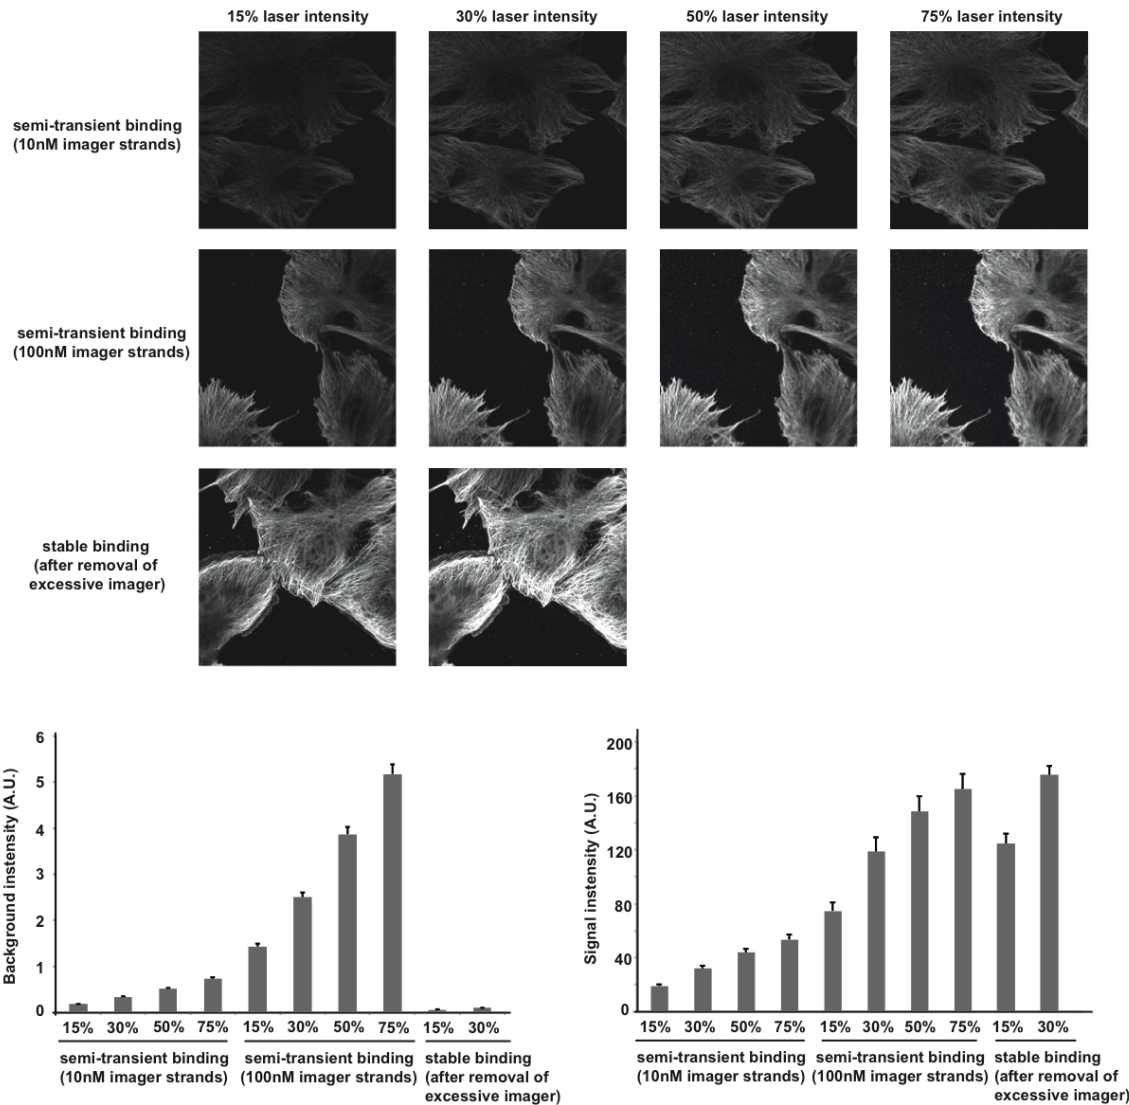 15% laser intensity
30% laser intensity
50% laser intensity
75% laser intensity
semi-transient binding
(10nM imager strands)
semi-transient binding
(100nM imager strands)
stable binding
(after removal of
excessive imager)
Background instensity (A.U.)
6
5
4
3
2
1
0
15% 30% 50% 75% 15% 30% 50% 75% 15% 30%
semi-transient binding
(10nM imager strands)
semi-transient binding
(100nM imager strands)
stable binding
(after removal of
excessive imager)
Signal instensity (A.U.)
200
160
120
80
40
0
15% 30% 50% 75% 15% 30% 50% 75% 15% 30%
semi-transient binding
(10nM imager strands)
semi-transient binding
(100nM imager strands)
stable binding
(after removal of
excessive imager)